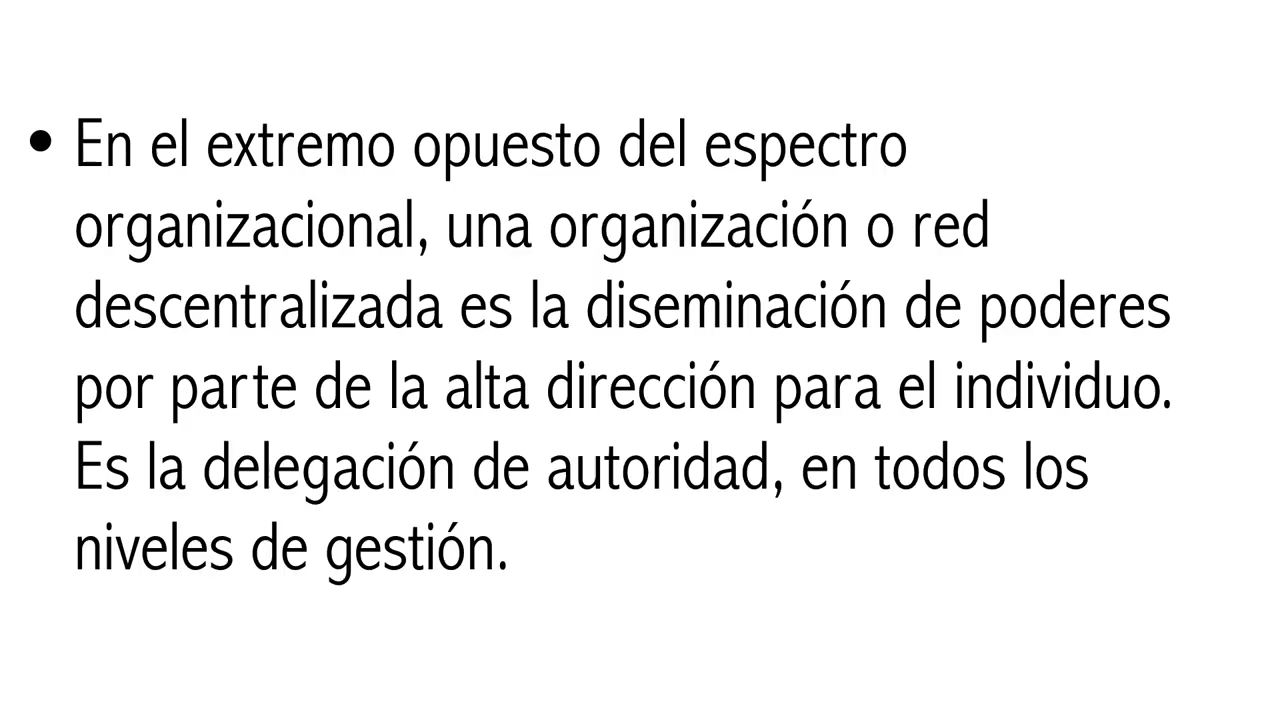 • En el extremo opuesto del espectro
organizacional, una organización o red
descentralizada es la diseminación de poderes
por parte de la alta dirección para el individuo.
Es la delegación de autoridad, en todos los
niveles de gestión.